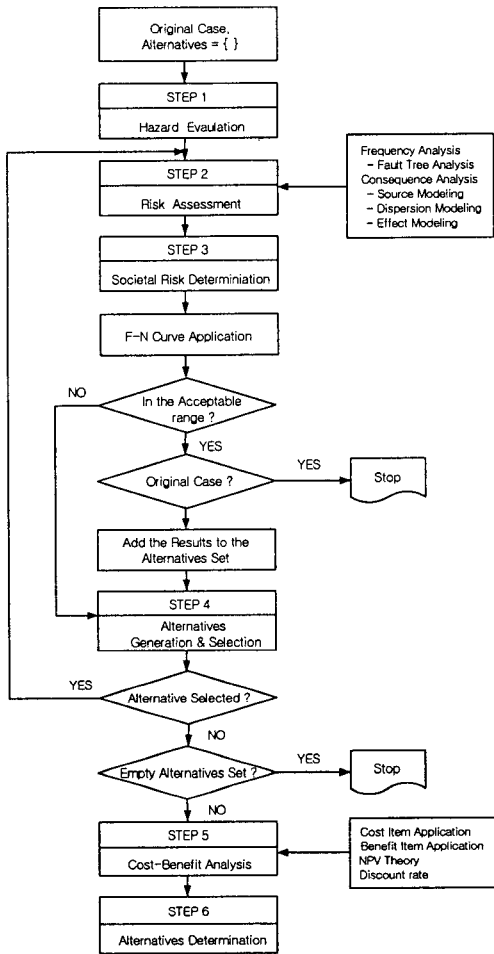 Original Case,
Alternatives = { }
STEP 1
Hazard Evaulation
STEP 2
Risk Assessment
Frequency Analysis
- Fault Tree Analysis
Consequence Analysis
- Source Modeling
- Dispersion Modeling
- Effect Modeling
STEP 3
Societal Risk Determiniation
F-N Curve Application
NO
In the Acceptable
range ?
YES
Original Case ?
YES
Stop
Add the Results to the
Alternatives Set
STEP 4
Alternatives
Generation & Selection
YES
Alternative Selected ?
NO
Empty Alternatives Set ?
YES
Stop
NO
STEP 5
Cost-Benefit Analysis
Cost Item Application
Benefit Item Application
NPV Theory
Discount rate
STEP 6
Alternatives Determination